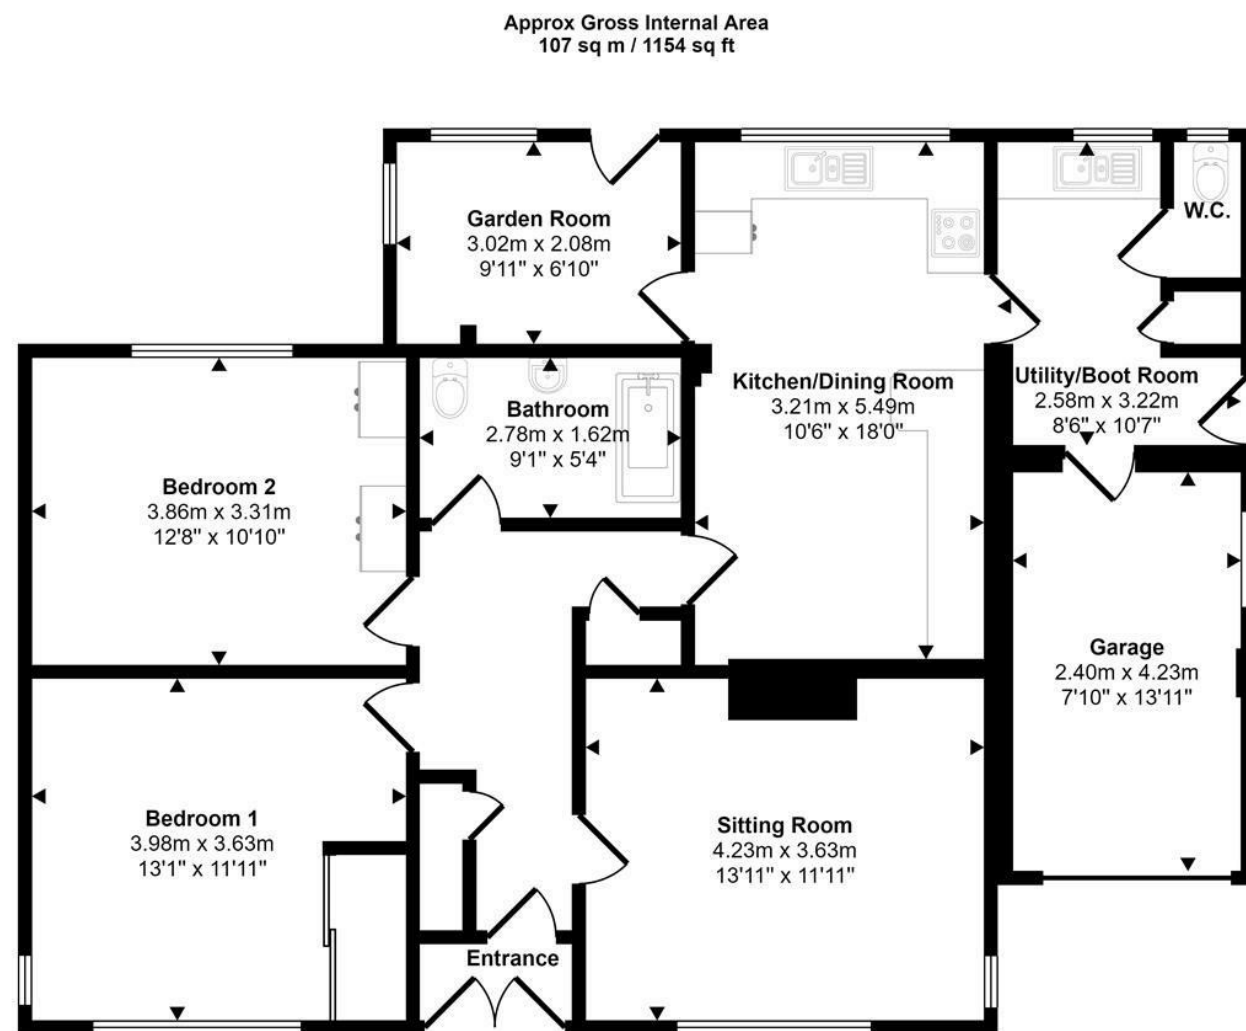 Approx Gross Internal Area
107 sq m / 1154 sq ft
Garden Room
3.02m x 2.08m
9'11" x 6'10"
W.C.
Kitchen/Dining Room
3.21m x 5.49m
10'6" x 18'0"
Utility/Boot Room
2.58m x 3.22m
8'6" x 10'7"
Bathroom
2.78m x 1.62m
9'1" x 5'4"
Bedroom 2
3.86m x 3.31m
12'8" x 10'10"
Garage
2.40m x 4.23m
7'10" x 13'11"
Bedroom 1
3.98m x 3.63m
13'1" x 11'11"
Sitting Room
4.23m x 3.63m
13'11" x 11'11"
Entrance